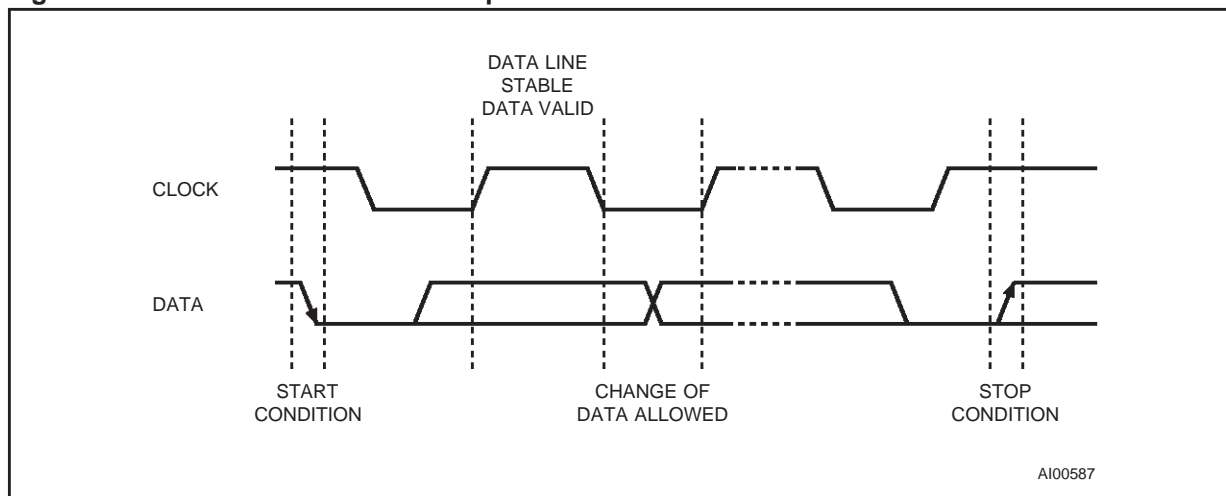 DATA LINE
STABLE
DATA VALID
CLOCK
DATA
START
CONDITION
CHANGE OF
DATA ALLOWED
STOP
CONDITION
AI00587